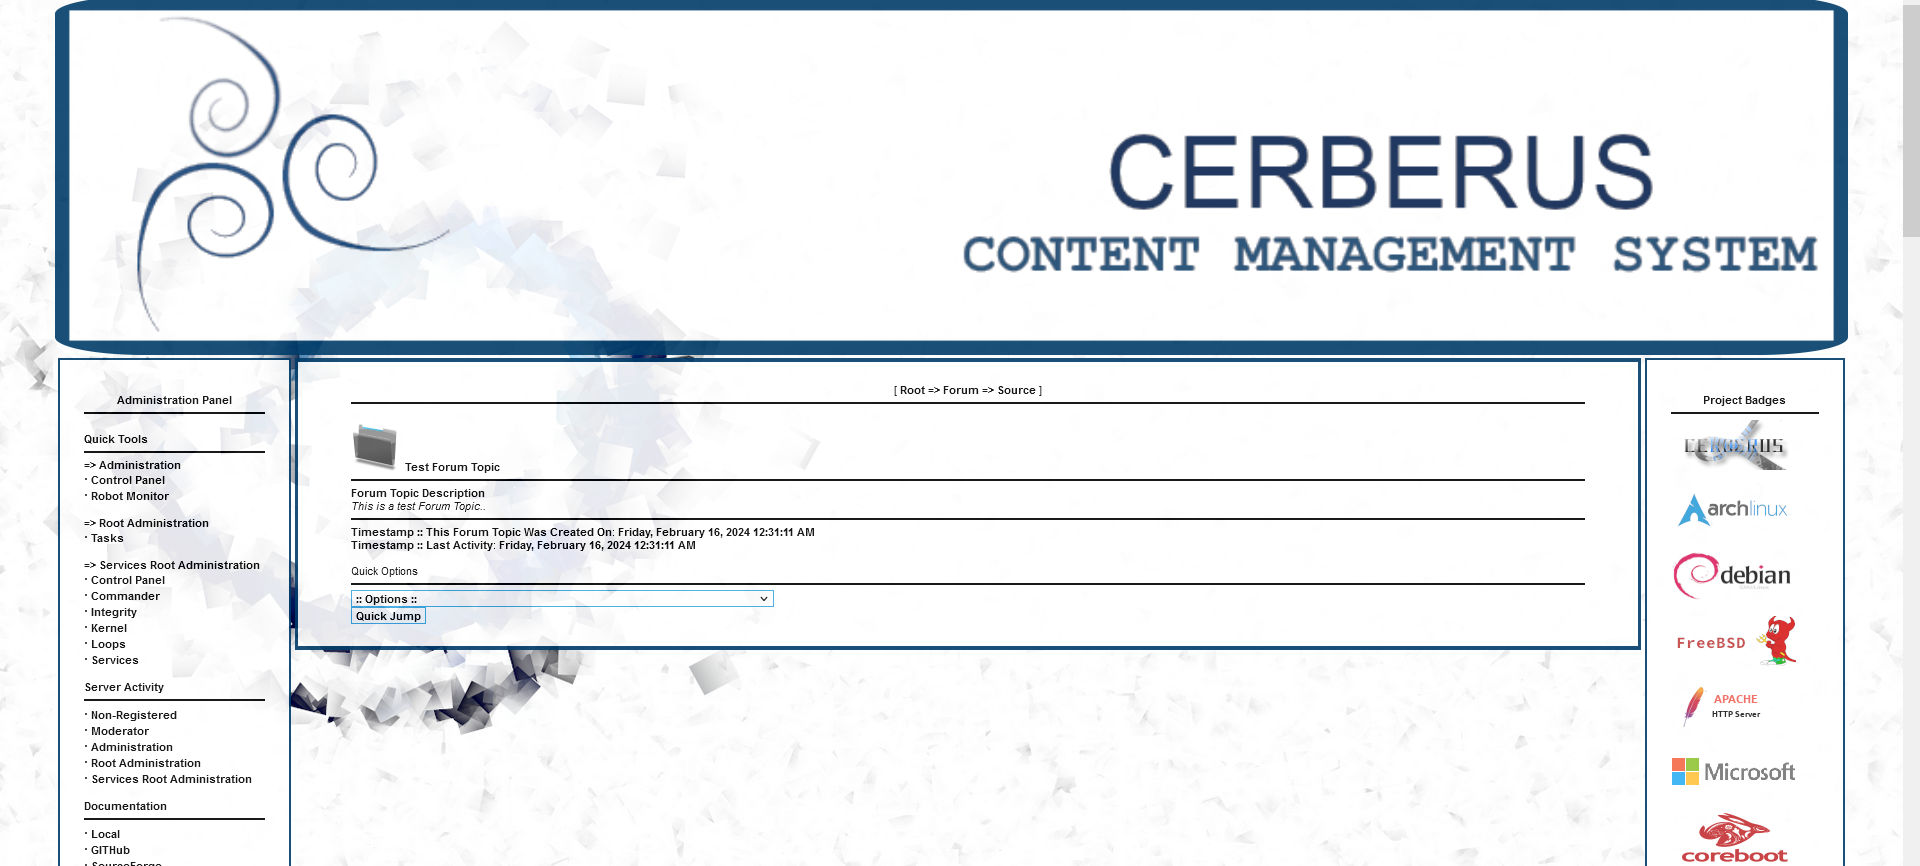 CERBERUS
CONTENT MANAGEMENT SYSTEM
Administration Panel
Quick Tools
=> Administration
· Control Panel
· Robot Monitor
=> Root Administration
· Tasks
=> Services Root Administration
· Control Panel
· Commander
· Integrity
· Kernel
· Loops
· Services
Server Activity
· Non-Registered
· Moderator
· Administration
· Root Administration
· Services Root Administration
Documentation
· Local
· GITHub
· SourceForge
[ Root => Forum => Source ]
Test Forum Topic
Forum Topic Description
This is a test Forum Topic..
Timestamp :: This Forum Topic Was Created On: Friday, February 16, 2024 12:31:11 AM
Timestamp :: Last Activity: Friday, February 16, 2024 12:31:11 AM
Quick Options
:: Options ::
Quick Jump
Project Badges
CERBERUS
archlinux
debian
FreeBSD
APACHE
HTTP Server
Microsoft
coreboot